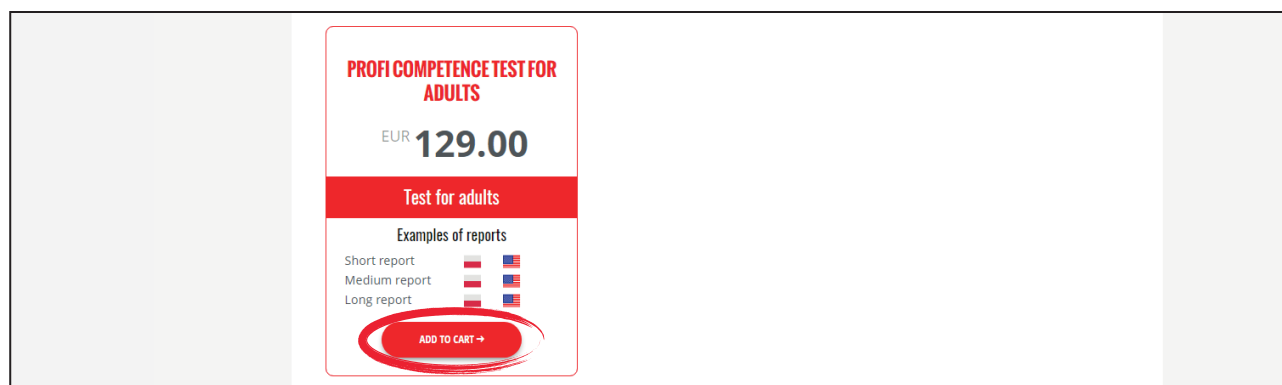 PROFI COMPETENCE TEST FOR
ADULTS
EUR 129.00
Test for adults
Examples of reports
Short report
Medium report
Long report
ADD TO CART →